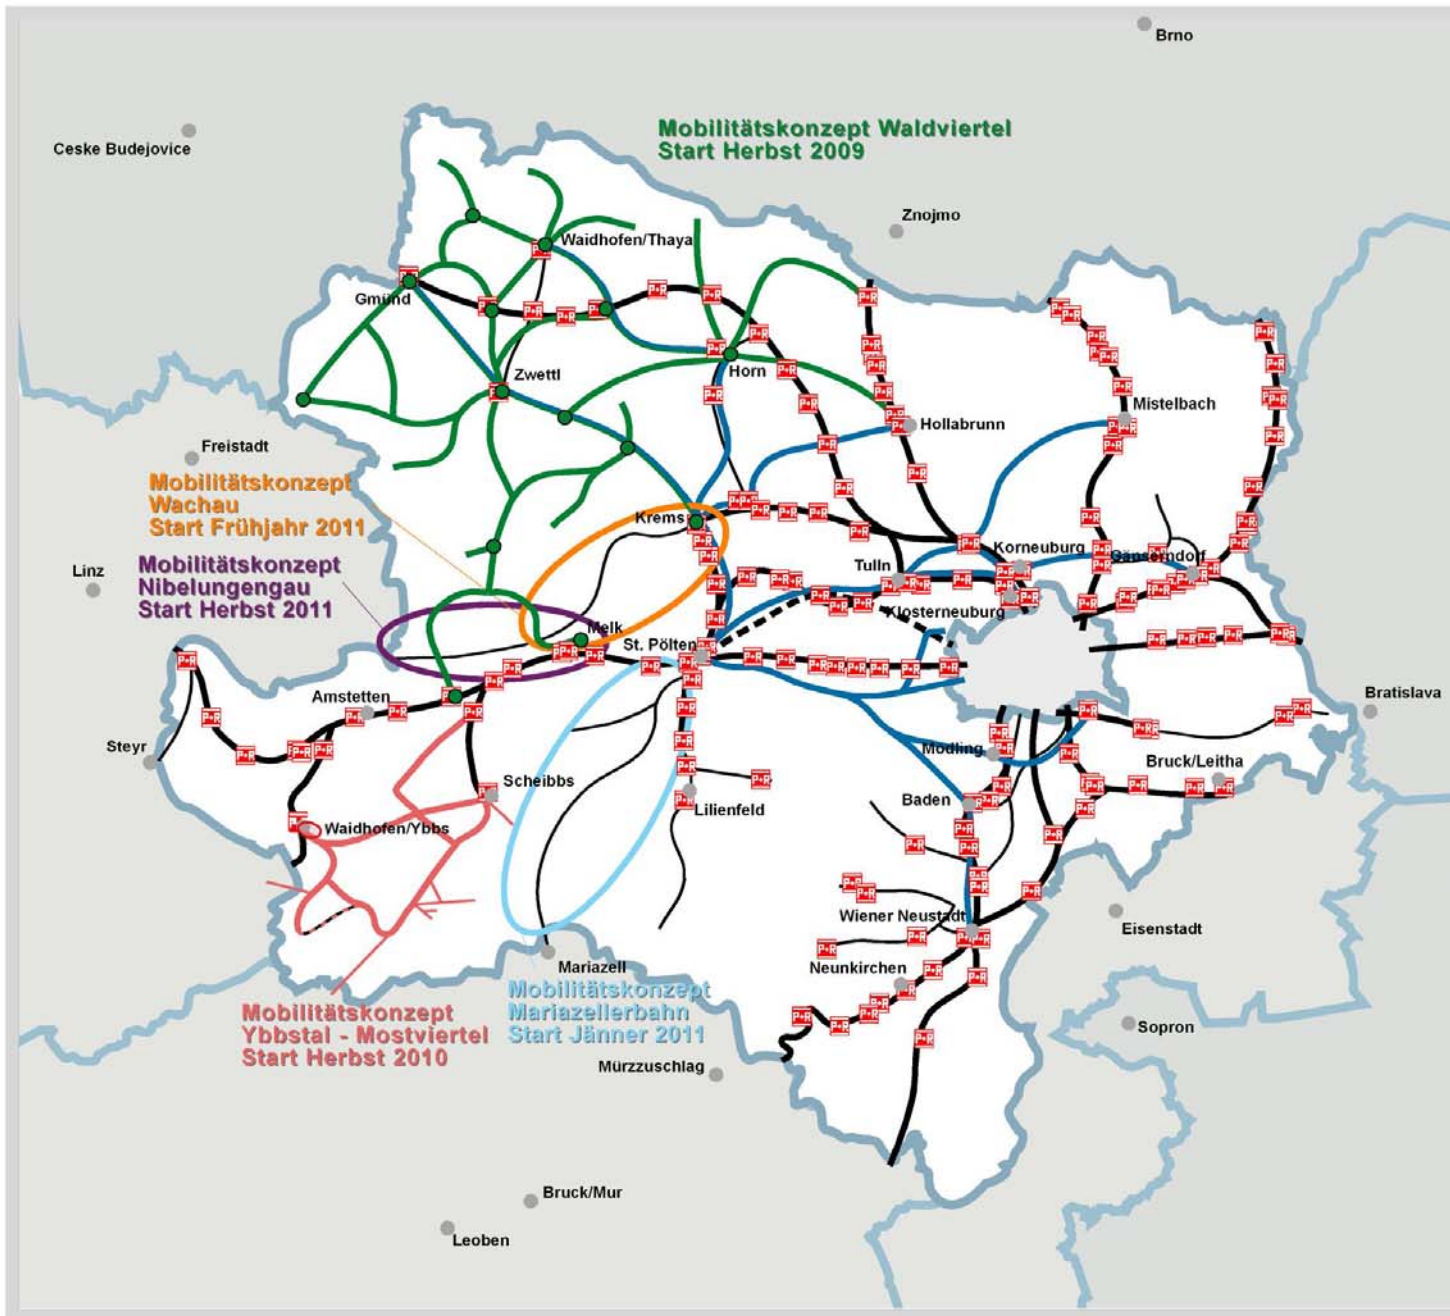 Brno
Mobilitätskonzept Waldviertel
Start Herbst 2009
Ceske Budejovice
Znojmo
Waidhofen/Thaya
Gmünd
Zwettl
Horn
Mistelbach
Hollabrunn
Freistadt
Mobilitätskonzept
Wachau
Start Frühjahr 2011
Krems
Korneuburg
Gänserndorf
Mobilitätskonzept
Nibelungengau
Start Herbst 2011
Linz
Tulln
Klosterneuburg
Melk
St. Pölten
Amstetten
Bratislava
Steyr
Mödling
Bruck/Leitha
Scheibbs
Baden
Lilienfeld
Waidhofen/Ybbs
Wiener Neustadt
Eisenstadt
Mariazell
Neunkirchen
Mobilitätskonzept
Mariazellerbahn
Start Jänner 2011
Mobilitätskonzept
Ybbstal - Mostviertel
Start Herbst 2010
Sopron
Mürzzuschlag
Bruck/Mur
Leoben